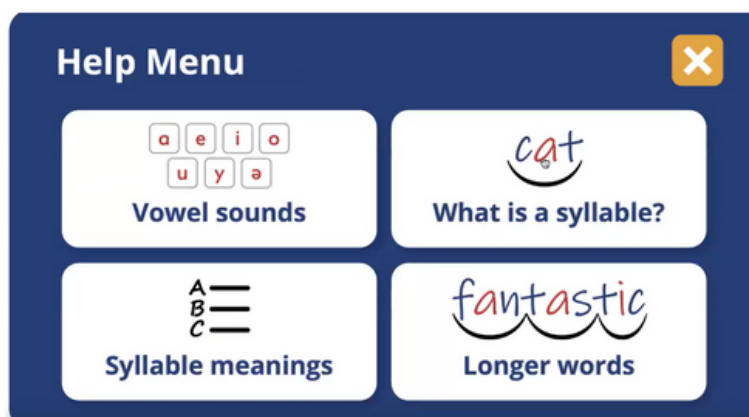 Help Menu
a e i o
u y ə
Vowel sounds
cat
What is a syllable?
A
B
C
Syllable meanings
fantastic
Longer words